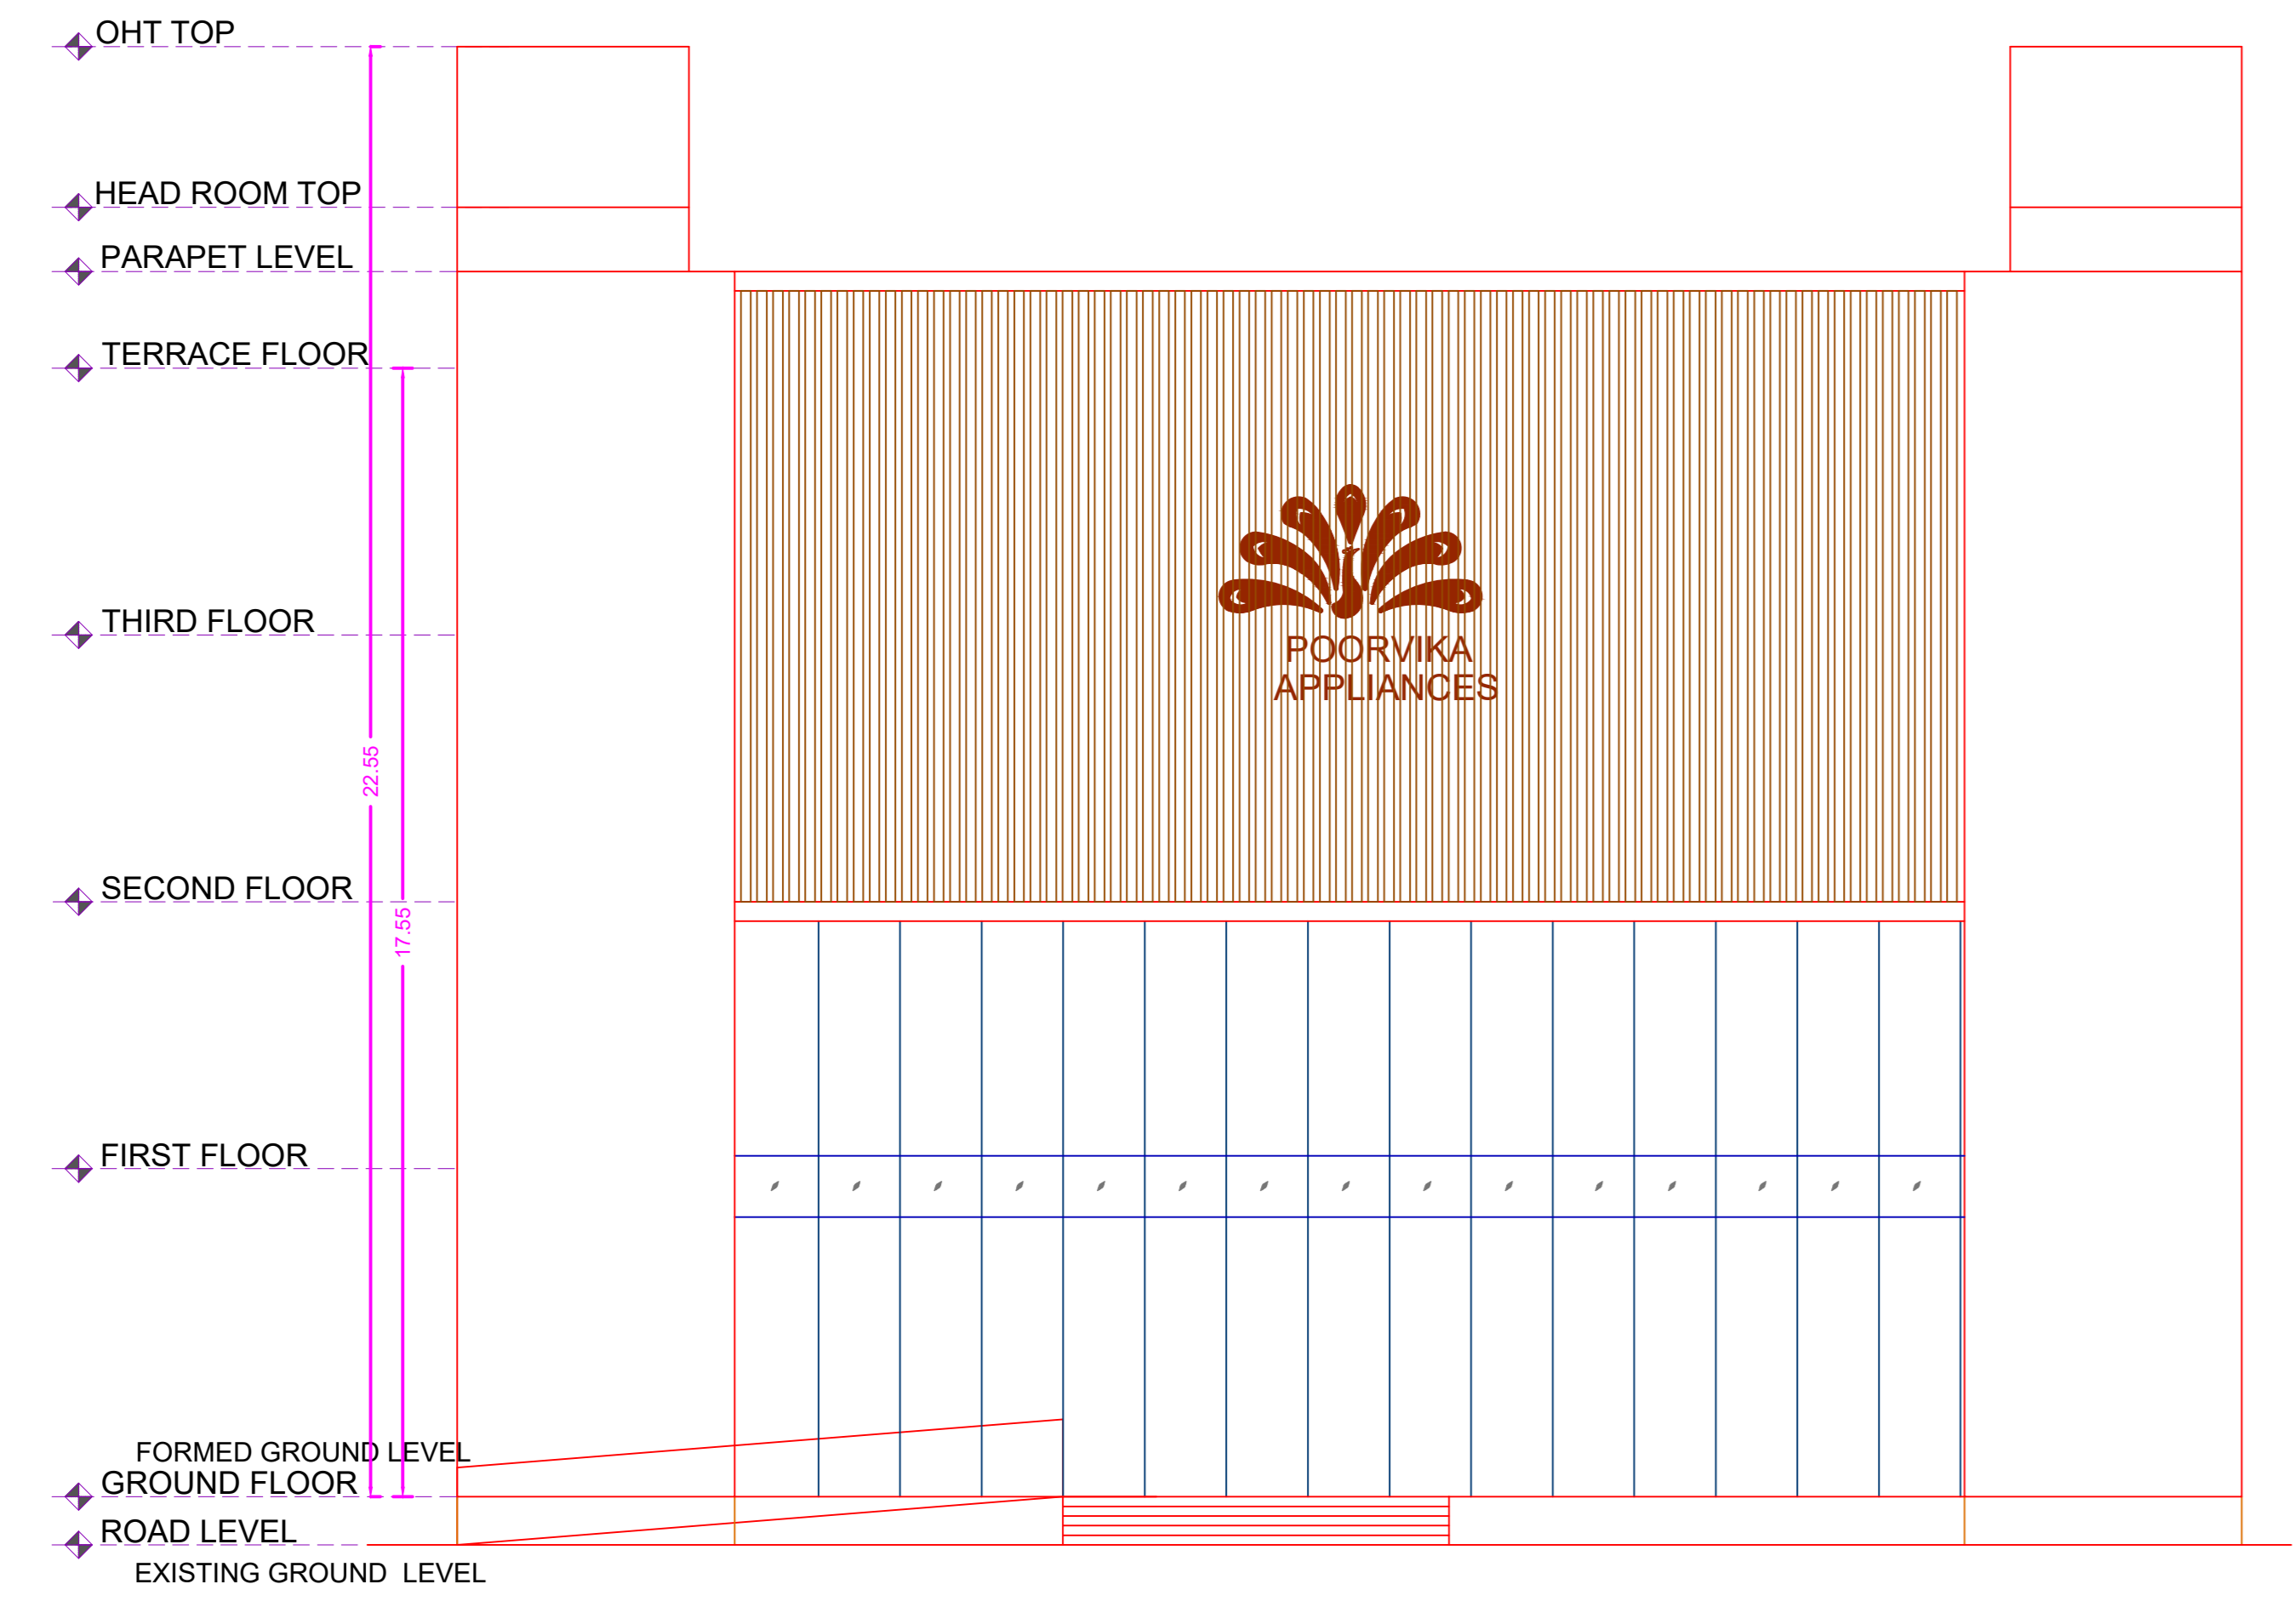 OHT TOP
HEAD ROOM TOP
PARAPET LEVEL
TERRACE FLOOR
THIRD FLOOR
POORVIKA
APPLIANCES
22.55
SECOND FLOOR
17.55
FIRST FLOOR
FORMED GROUND LEVEL
GROUND FLOOR
ROAD LEVEL
EXISTING GROUND LEVEL